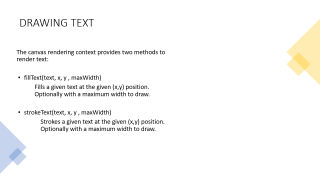 DRAWING TEXT
The canvas rendering context provides two methods to
render text:
• fillText(text, x, y , maxWidth)
Fills a given text at the given (x,y) position.
Optionally with a maximum width to draw.
• strokeText(text, x, y , maxWidth)
Strokes a given text at the given (x,y) position.
Optionally with a maximum width to draw.